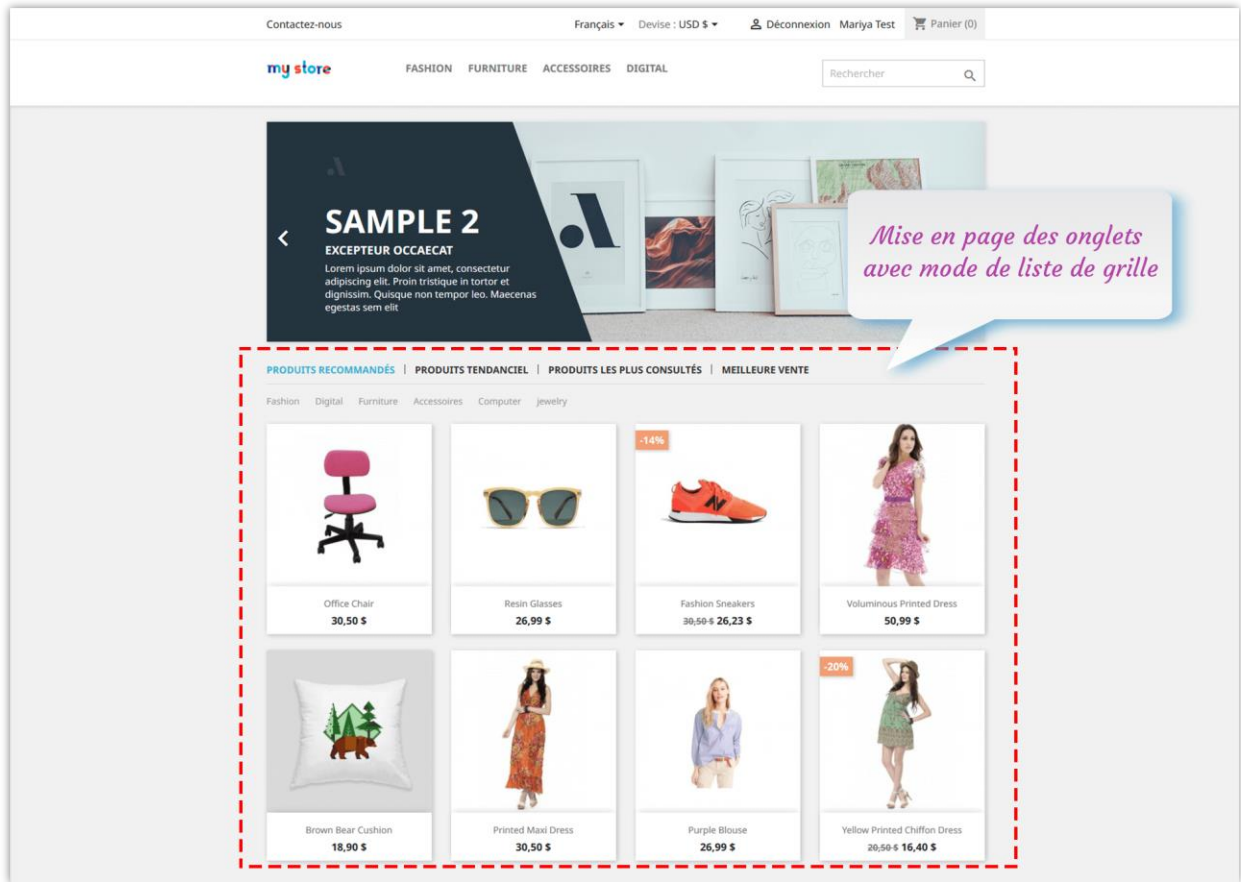 Contactez-nous
Français Devise : USD $ Déconnexion Mariya Test Panier (0)
my store
FASHION FURNITURE ACCESSOIRES DIGITAL
Rechercher
SAMPLE 2
EXCEPTEUR OCCAECAT
Lorem ipsum dolor sit amet, consectetur
adipiscing elit. Proin tristique in tortor et
dignissim. Quisque non tempor leo. Maecenas
egestas sem elit
Mise en page des onglets
avec mode de liste de grille
PRODUITS RECOMMANDÉS | PRODUITS TENDANCIEL | PRODUITS LES PLUS CONSULTÉS | MEILLEURE VENTE
Fashion Digital Furniture Accessoires Computer jewelry
Office Chair
30,50 $
Resin Glasses
26,99 $
-14%
Fashion Sneakers
30,50 $ 26,23 $
Voluminous Printed Dress
50,99 $
Brown Bear Cushion
18,90 $
Printed Maxi Dress
30,50 $
Purple Blouse
26,99 $
-20%
Yellow Printed Chiffon Dress
20,50 $ 16,40 $